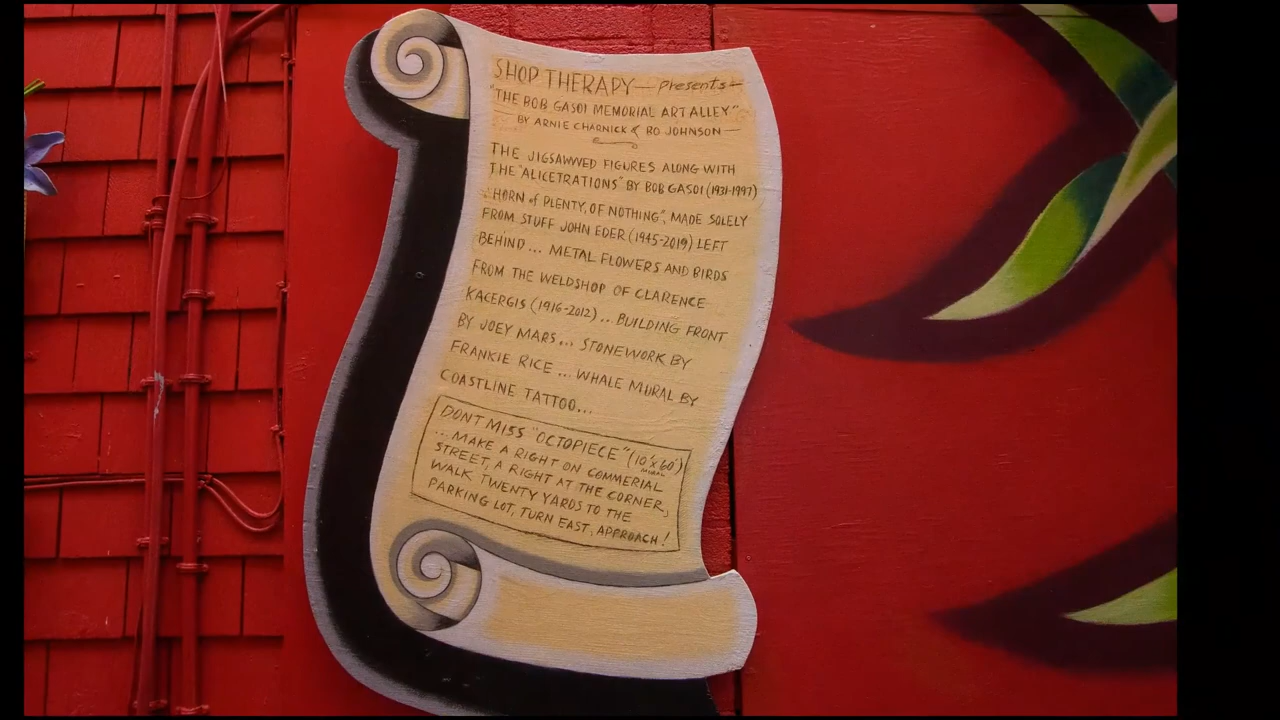 SHOP THERAPY — presents —
"THE BOB GASOI MEMORIAL ART ALLEY"
— BY ARNIE CHARNICK & BO JOHNSON —
THE JIGSAWWED FIGURES ALONG WITH
THE "ALICETRATIONS" BY BOB GASOI (1931-1997)
"HORN of PLENTY, OF NOTHING", MADE SOLELY
FROM STUFF JOHN EDER (1945-2019) LEFT
BEHIND... METAL FLOWERS AND BIRDS
FROM THE WELDSHOP OF CLARENCE
KACERGIS (1916-2012)... BUILDING FRONT
BY JOEY MARS... STONEWORK BY
FRANKIE RICE... WHALE MURAL BY
COASTLINE TATTOO...
DONT MISS "OCTOPIECE" (10'x60')
MURAL
...MAKE A RIGHT ON COMMERIAL
STREET, A RIGHT AT THE CORNER,
WALK TWENTY YARDS TO THE
PARKING LOT, TURN EAST, APPROACH!